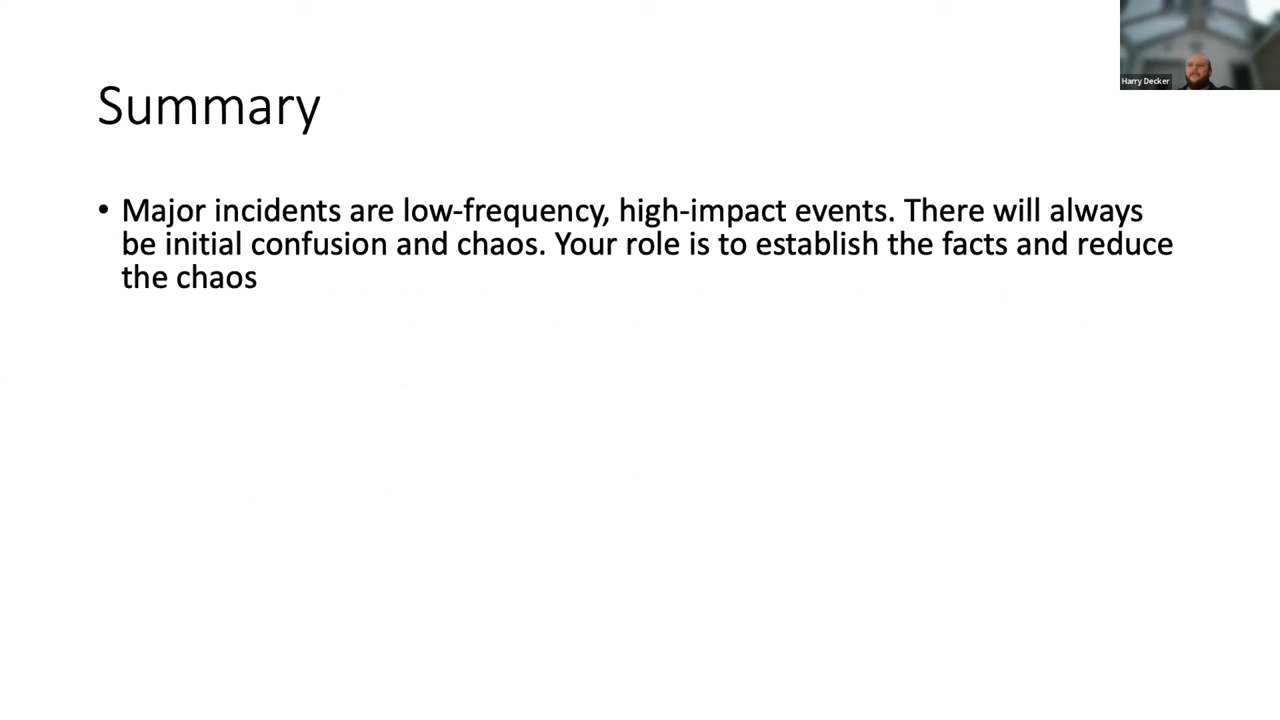 Harry Decker
Summary
• Major incidents are low-frequency, high-impact events. There will always
be initial confusion and chaos. Your role is to establish the facts and reduce
the chaos